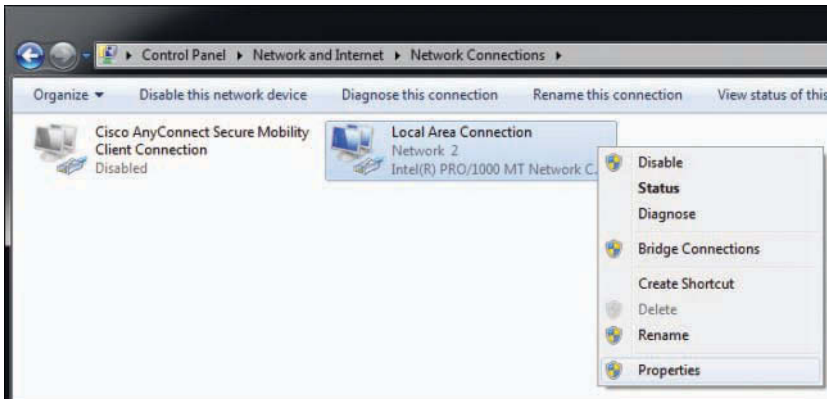 Control Panel Network and Internet Network Connections
Organize Disable this network device Diagnose this connection Rename this connection View status of this
Cisco AnyConnect Secure Mobility
Client Connection
Disabled
Local Area Connection
Network 2
Intel(R) PRO/1000 MT Network C...
Disable
Status
Diagnose
Bridge Connections
Create Shortcut
Delete
Rename
Properties